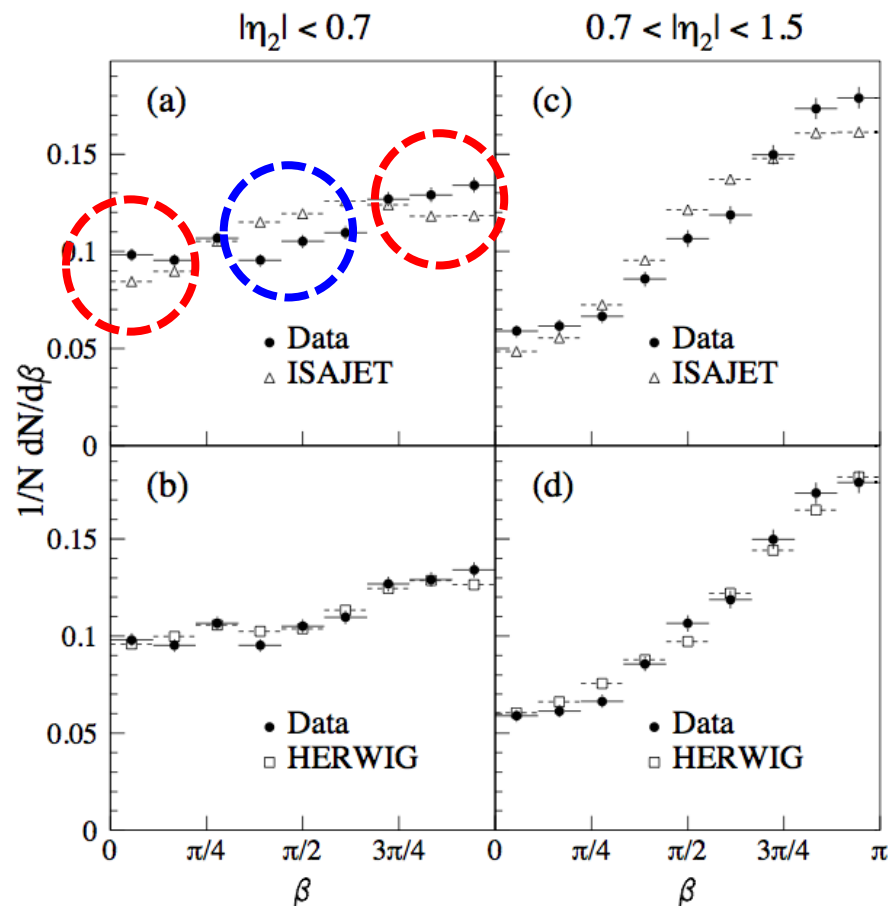 |η₂| < 0.7
0.7 < |η₂| < 1.5
1/N dN/dβ
(a)
0.15
0.1
0.05
0
Data
ISAJET
(c)
Data
ISAJET
(b)
0.15
0.1
0.05
0
Data
HERWIG
(d)
Data
HERWIG
0 π/4 π/2 3π/4 0 π/4 π/2 3π/4 π
β β